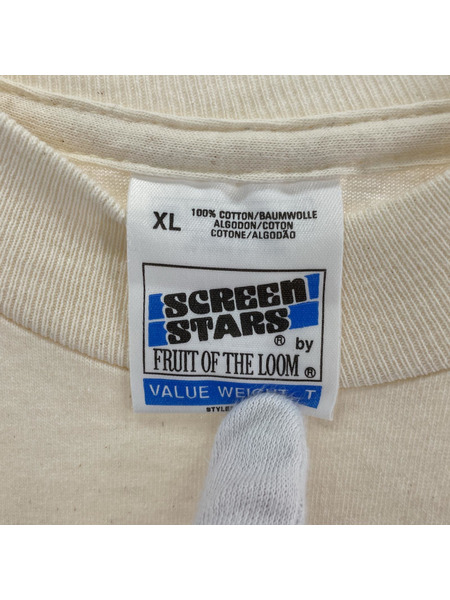 XL
100% COTTON/BAUMWOLLE
ALGODON/COTON
COTONE/ALGODÃO
SCREEN
STARS® by
FRUIT OF THE LOOM®
VALUE WEIGHT T